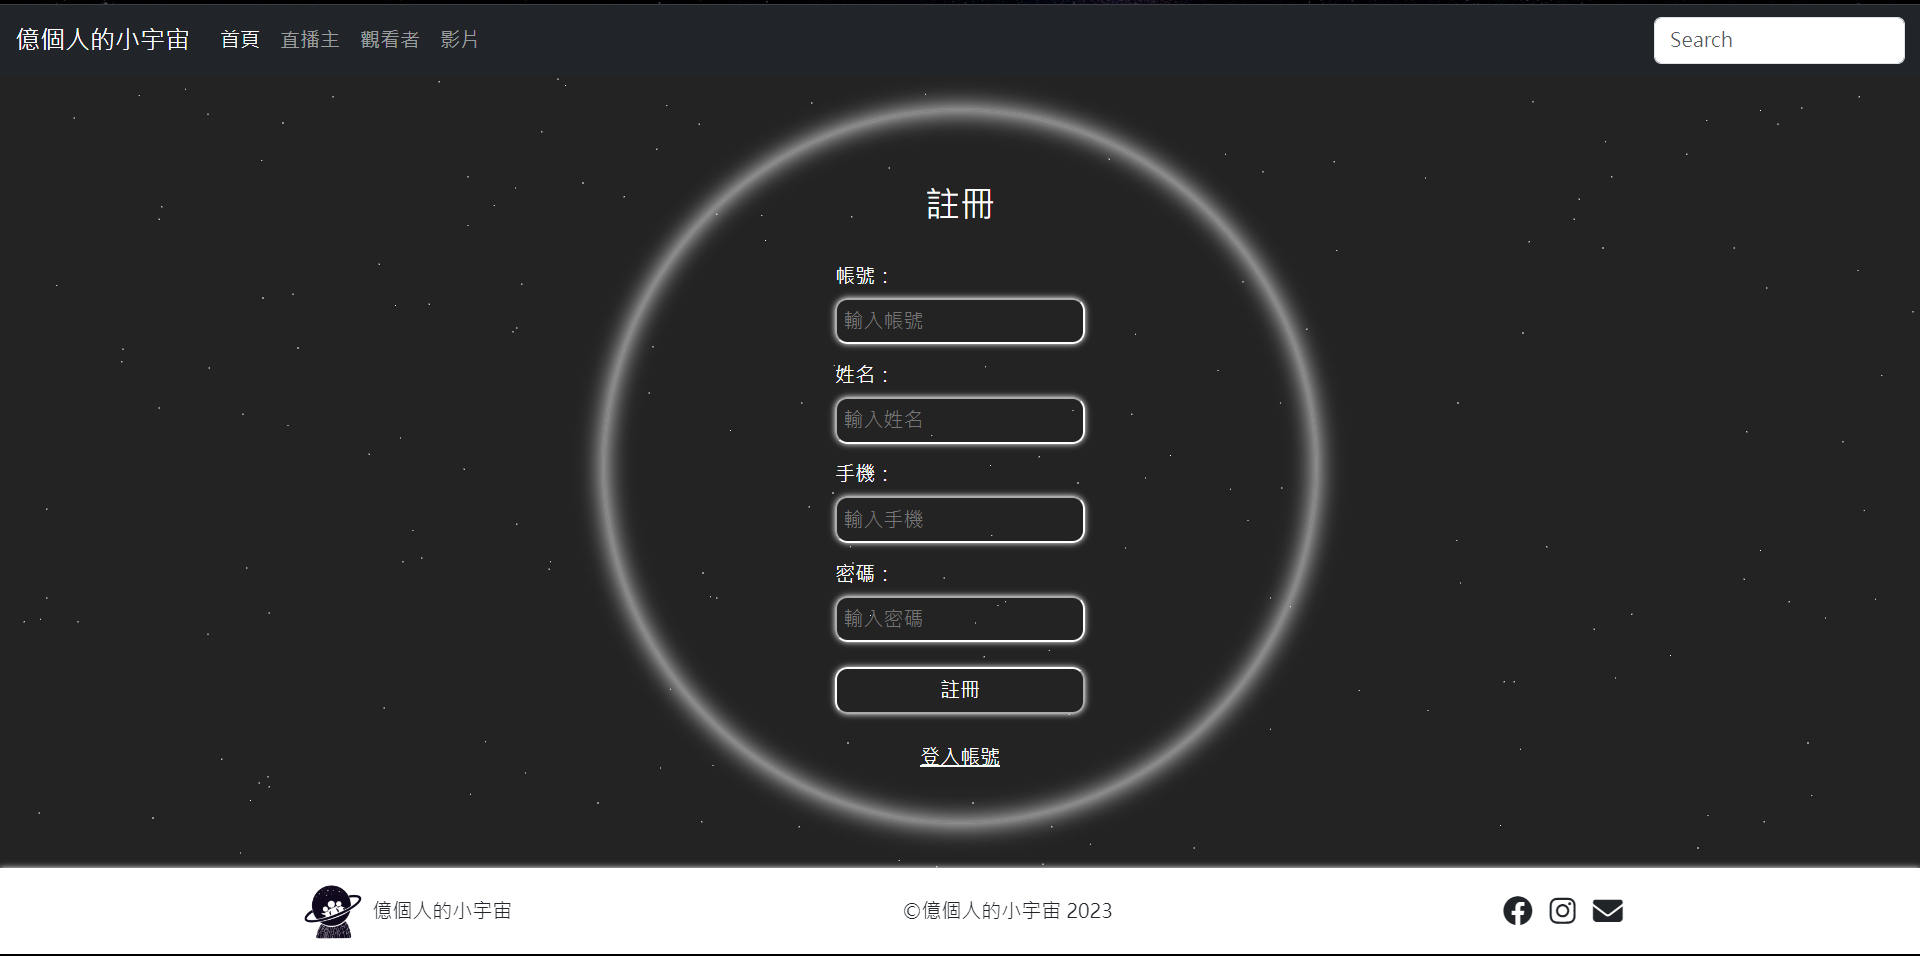 億個人的小宇宙 首頁 直播主 觀看者 影片 Search
註冊
帳號：
輸入帳號
姓名：
輸入姓名
手機：
輸入手機
密碼：
輸入密碼
註冊
登入帳號
億個人的小宇宙 ©億個人的小宇宙 2023